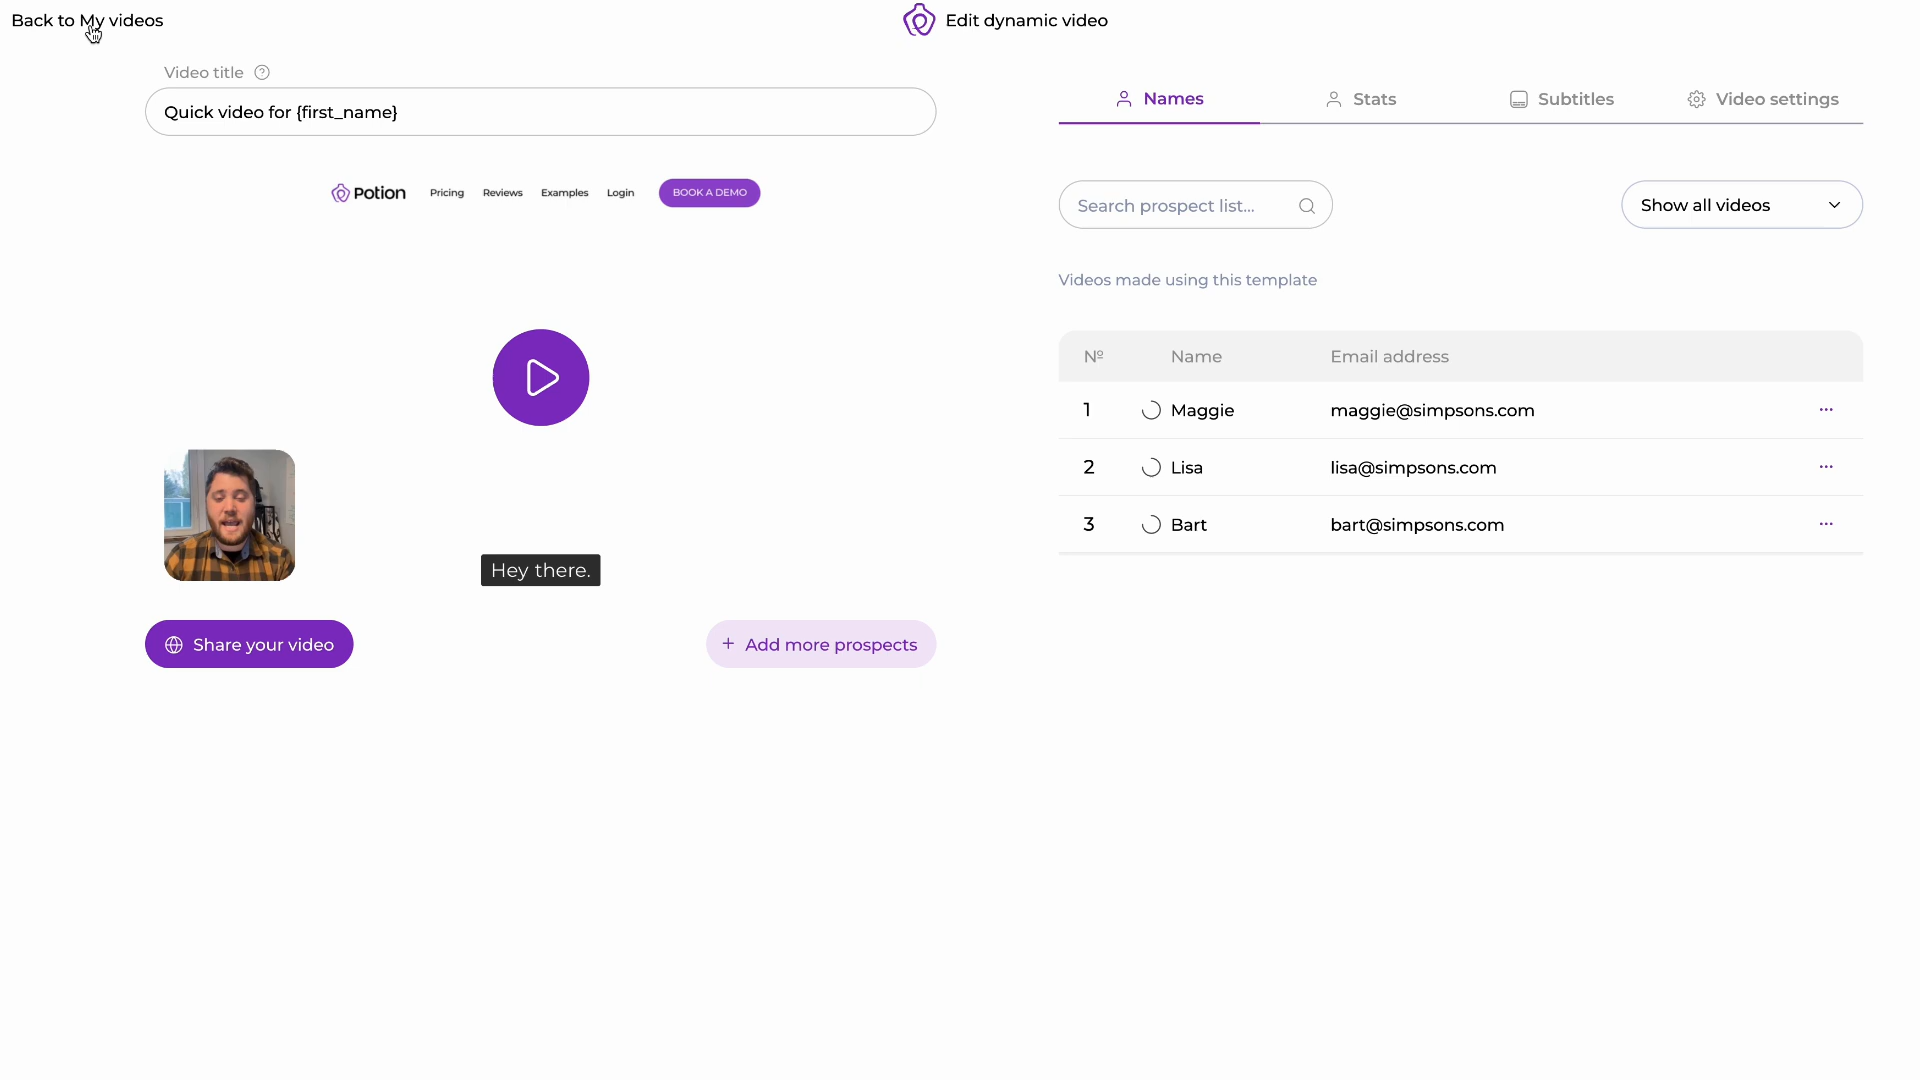 Back to My videos
Edit dynamic video
Video title
Quick video for {first_name}
Potion Pricing Reviews Examples Login BOOK A DEMO
Hey there.
Share your video
+ Add more prospects
Names Stats Subtitles Video settings
Search prospect list...
Show all videos
Videos made using this template
Nº Name Email address
1 Maggie maggie@simpsons.com ...
2 Lisa lisa@simpsons.com ...
3 Bart bart@simpsons.com ...